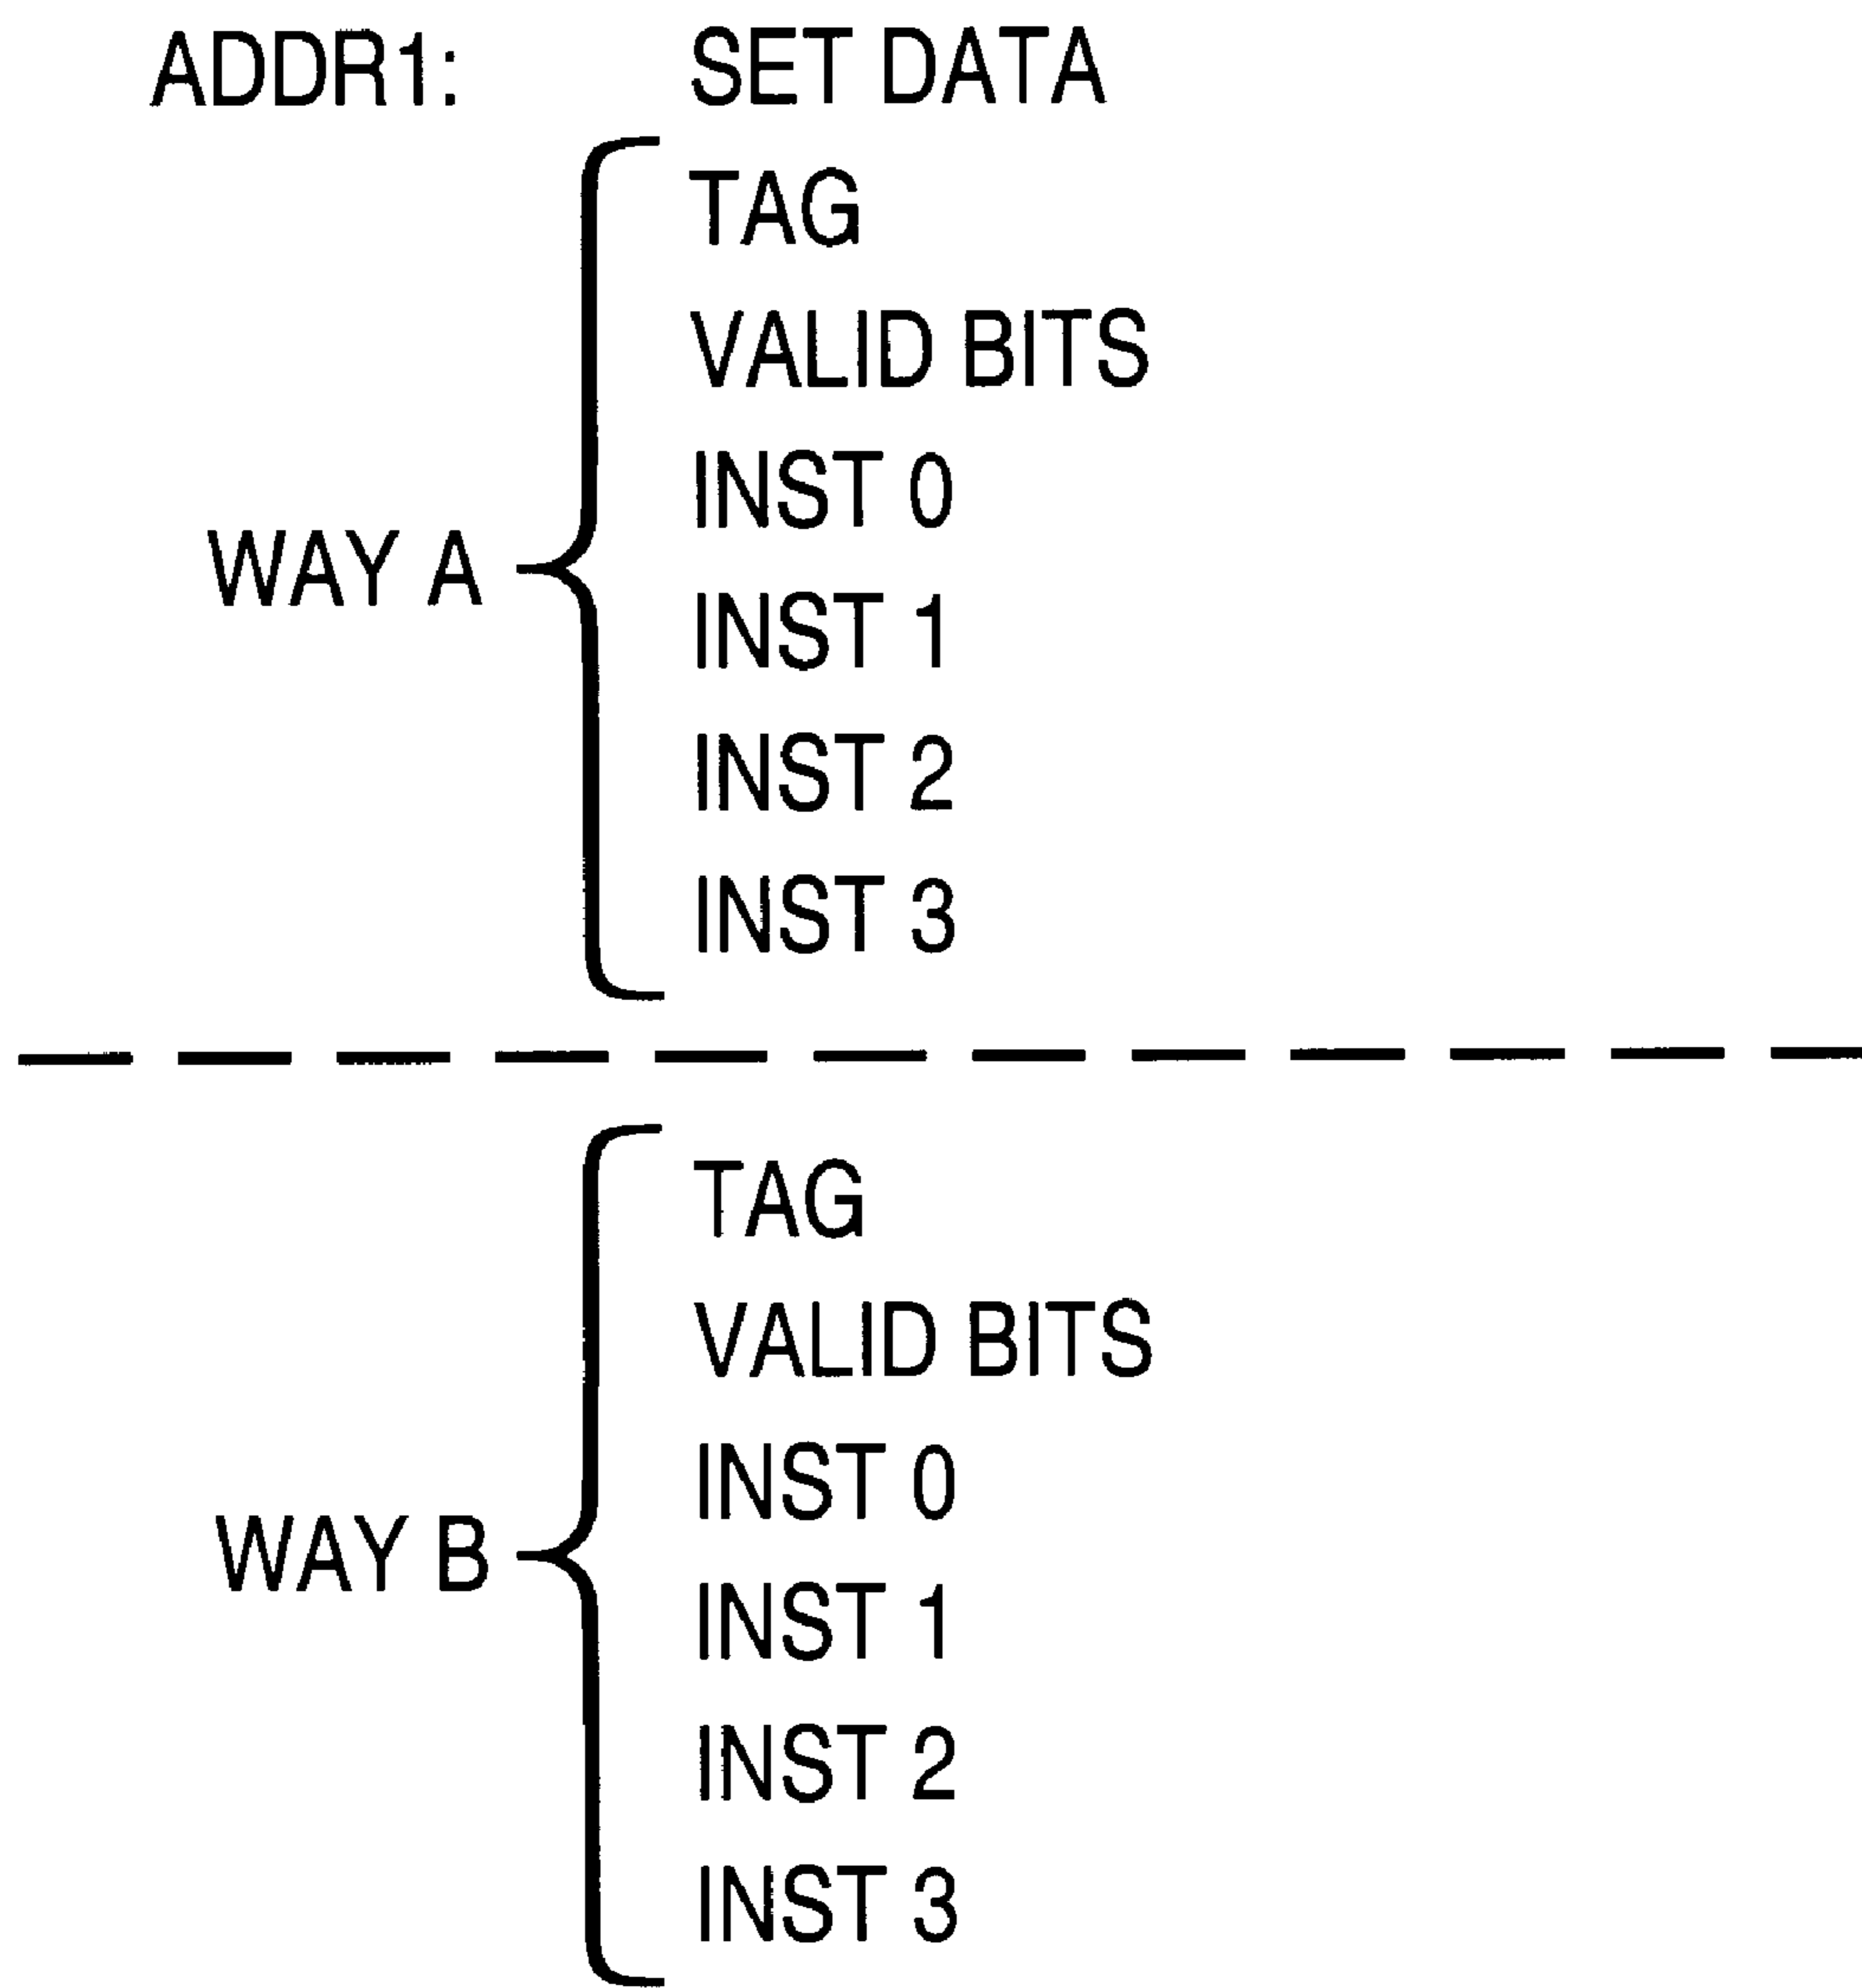 ADDR1: SET DATA
TAG
VALID BITS
INST 0
WAY A
INST 1
INST 2
INST 3
TAG
VALID BITS
INST 0
WAY B
INST 1
INST 2
INST 3